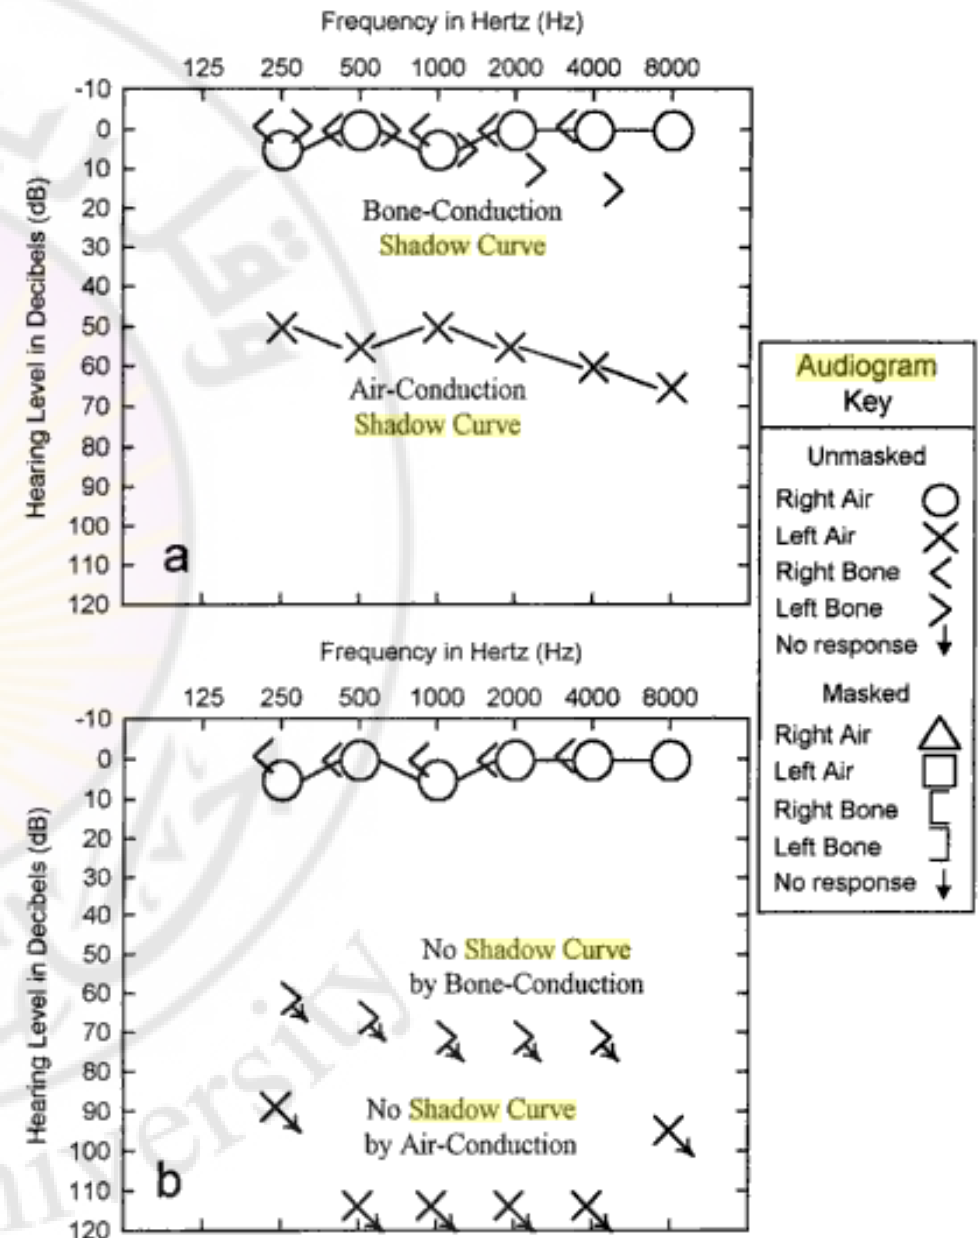 Frequency in Hertz (Hz)
125 250 500 1000 2000 4000 8000
Hearing Level in Decibels (dB)
-10
0
10
20
30
40
50
60
70
80
90
100
110
120
Bone-Conduction
Shadow Curve
Air-Conduction
Shadow Curve
a
Audiogram
Key
Unmasked
Right Air
Left Air
Right Bone
Left Bone
No response
Masked
Right Air
Left Air
Right Bone
Left Bone
No response
Frequency in Hertz (Hz)
125 250 500 1000 2000 4000 8000
Hearing Level in Decibels (dB)
-10
0
10
20
30
40
50
60
70
80
90
100
110
120
No Shadow Curve
by Bone-Conduction
No Shadow Curve
by Air-Conduction
b
University